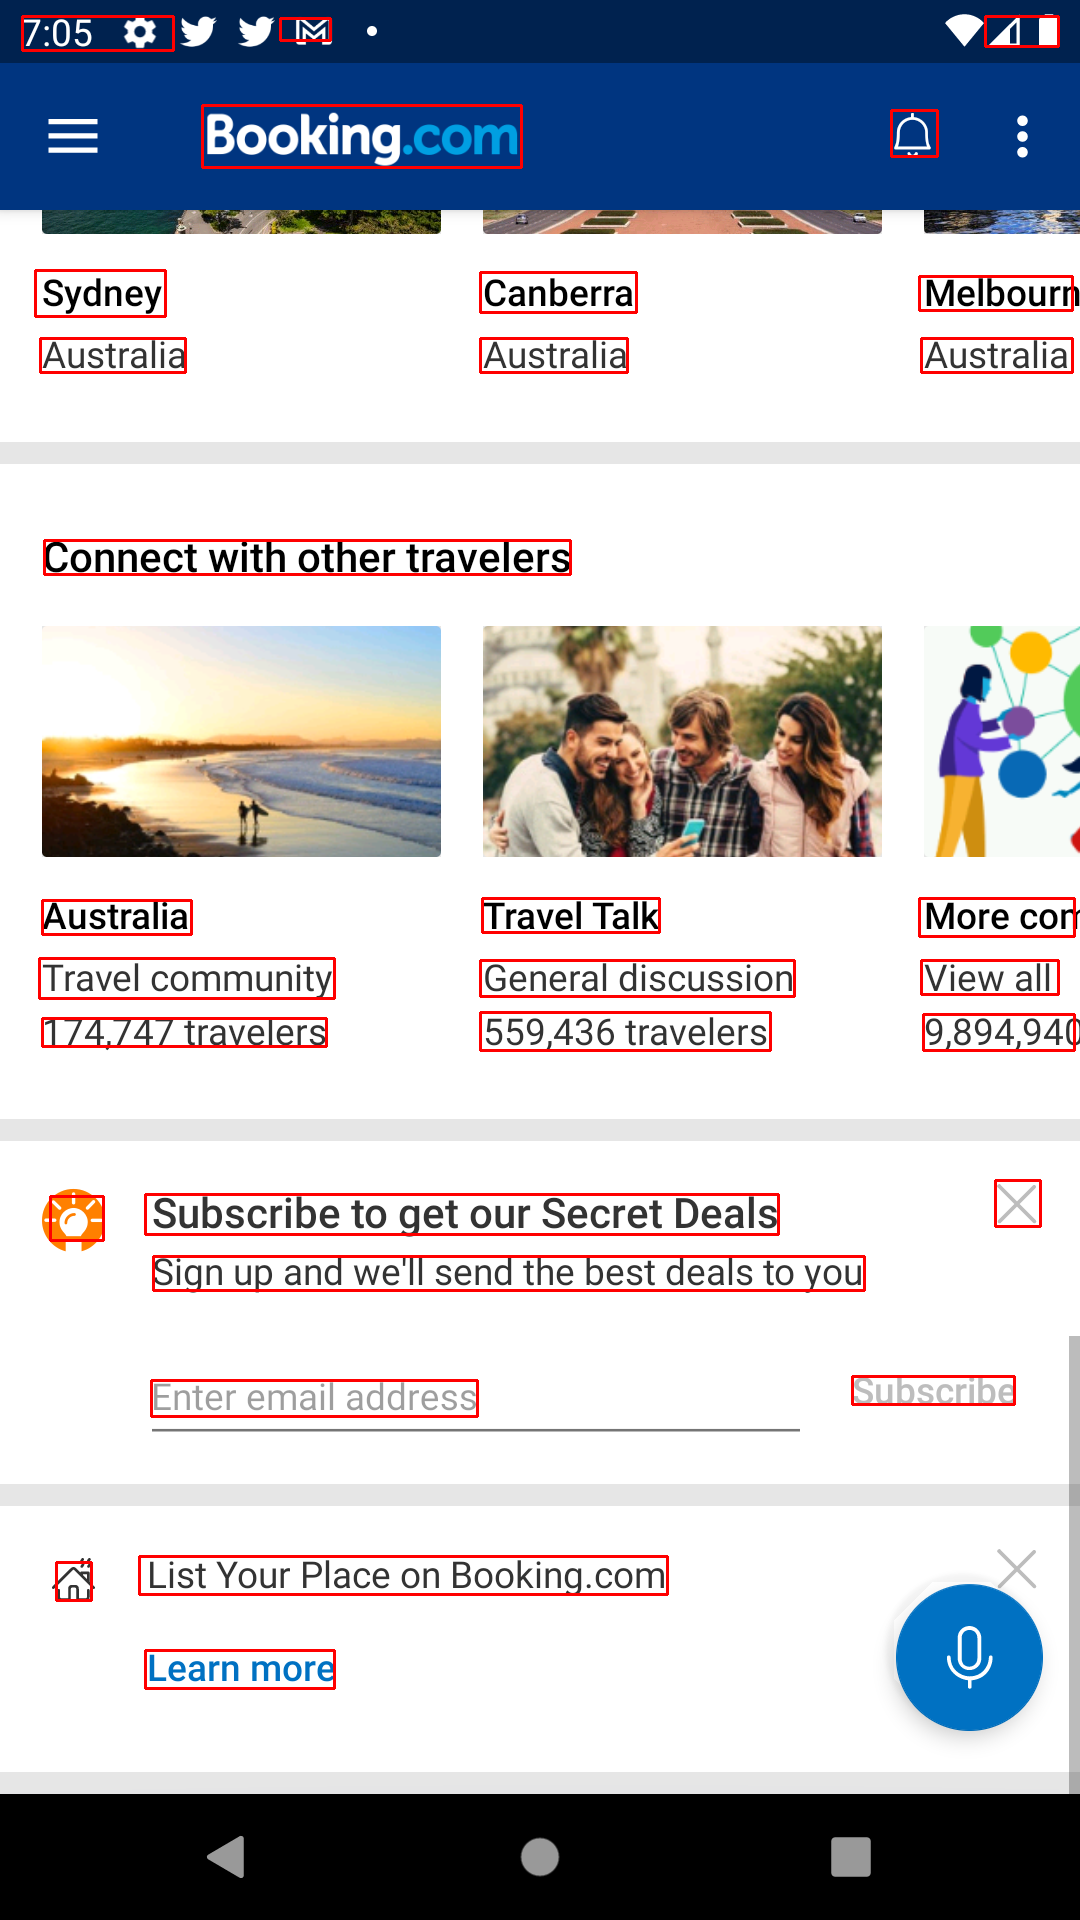 7:05
Booking.com
Sydney Canberra Melbourn
Australia Australia Australia
Connect with other travelers
Australia Travel Talk More con
Travel community General discussion View all
174,747 travelers 559,436 travelers 9,894,940
Subscribe to get our Secret Deals
Sign up and we'll send the best deals to you
Enter email address Subscribe
List Your Place on Booking.com
Learn more